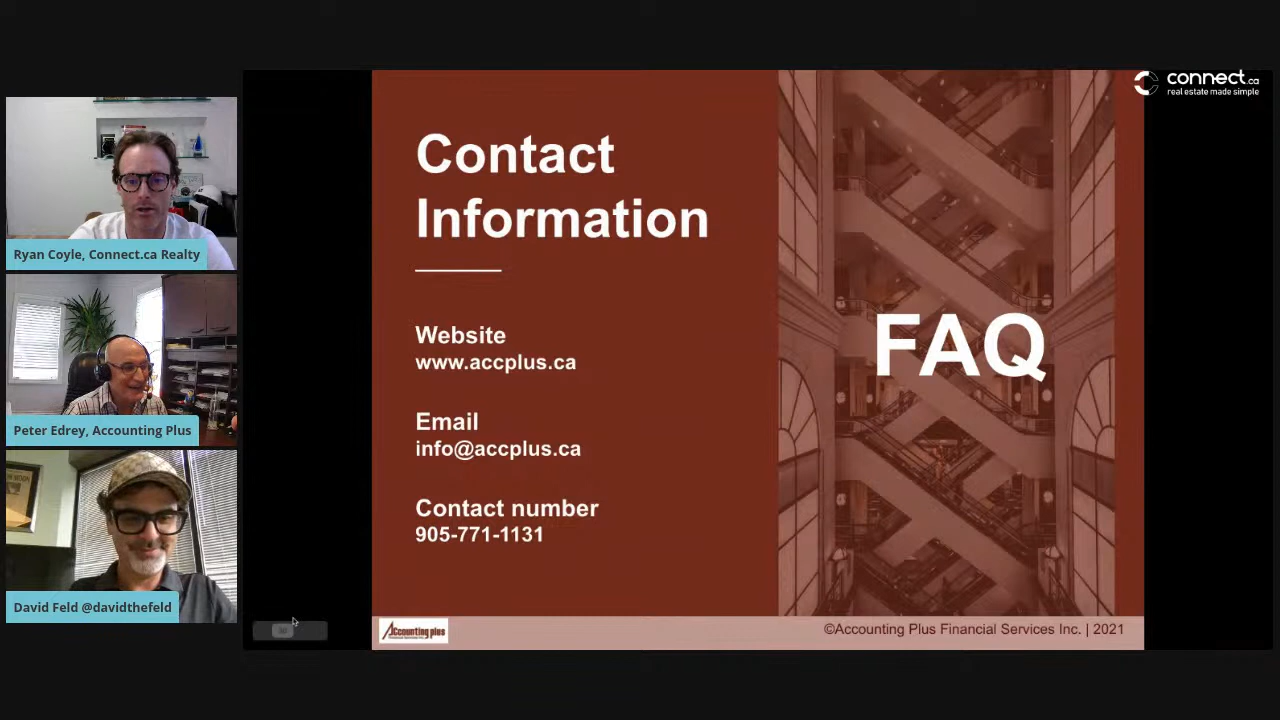 connect.ca
real estate made simple
Ryan Coyle, Connect.ca Realty
Peter Edrey, Accounting Plus
David Feld @davidthefeld
Contact
Information
Website
www.accplus.ca
Email
info@accplus.ca
Contact number
905-771-1131
FAQ
Accounting plus
©Accounting Plus Financial Services Inc. | 2021